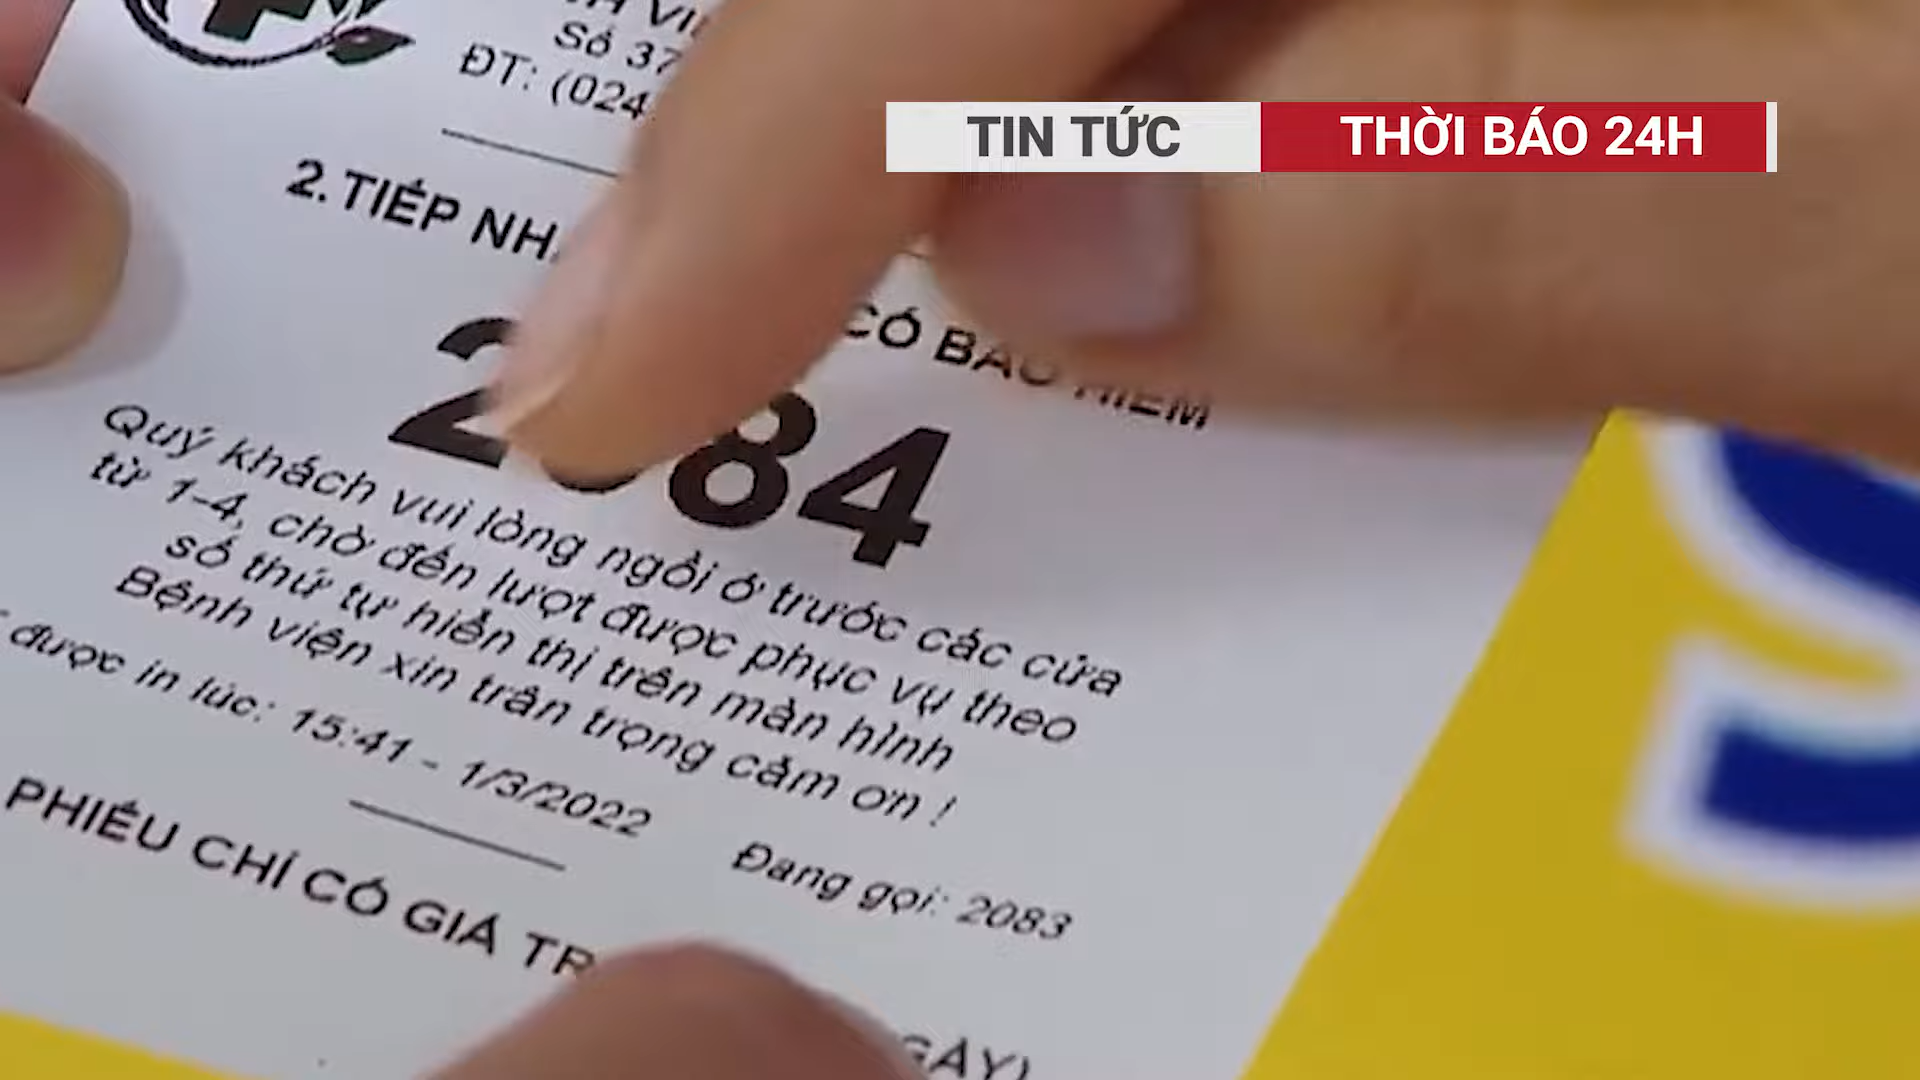 TIN TỨC THỜI BÁO 24H
Số 37
ĐT: (024
2. TIẾP CÓ BẢO HIỂM
84
Quý khách vui lòng ngồi ở trước các cửa
từ 1-4, chờ đến lượt được phục vụ theo
số thứ tự hiển thị trên màn hình
Bệnh viện xin trân trọng cảm ơn !
được in lúc: 15:41 - 1/3/2022
Đang gọi: 2083
PHIẾU CHỈ CÓ GIÁ